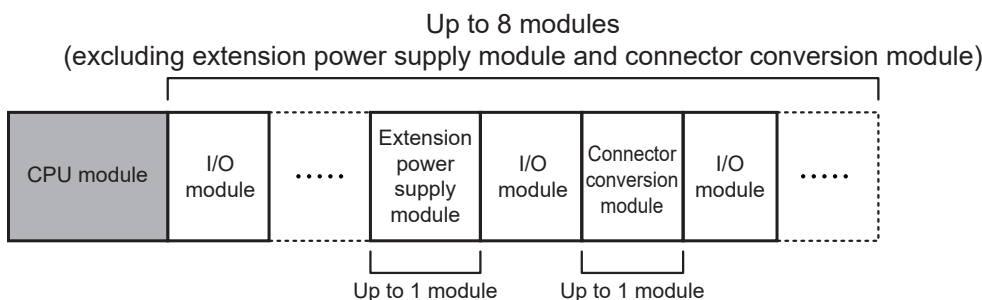 Up to 8 modules
(excluding extension power supply module and connector conversion module)
CPU module
I/O
module
.....
Extension
power
supply
module
I/O
module
Connector
conversion
module
I/O
module
.....
Up to 1 module
Up to 1 module